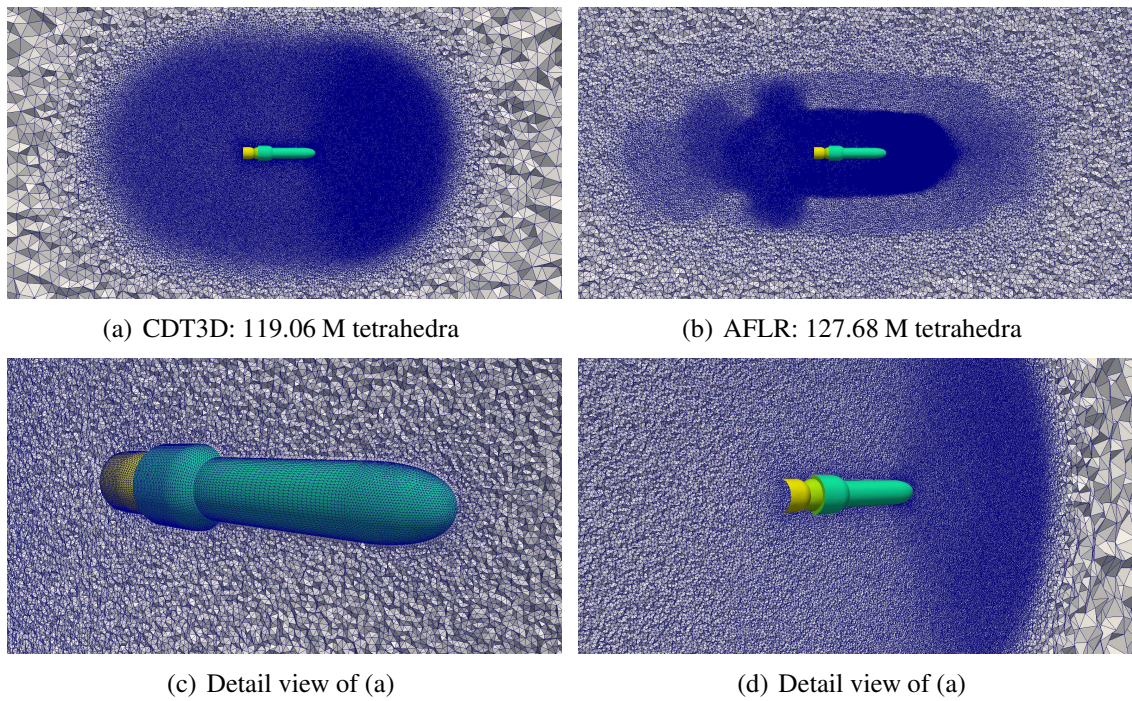 (a) CDT3D: 119.06 M tetrahedra
(b) AFLR: 127.68 M tetrahedra
(c) Detail view of (a)
(d) Detail view of (a)